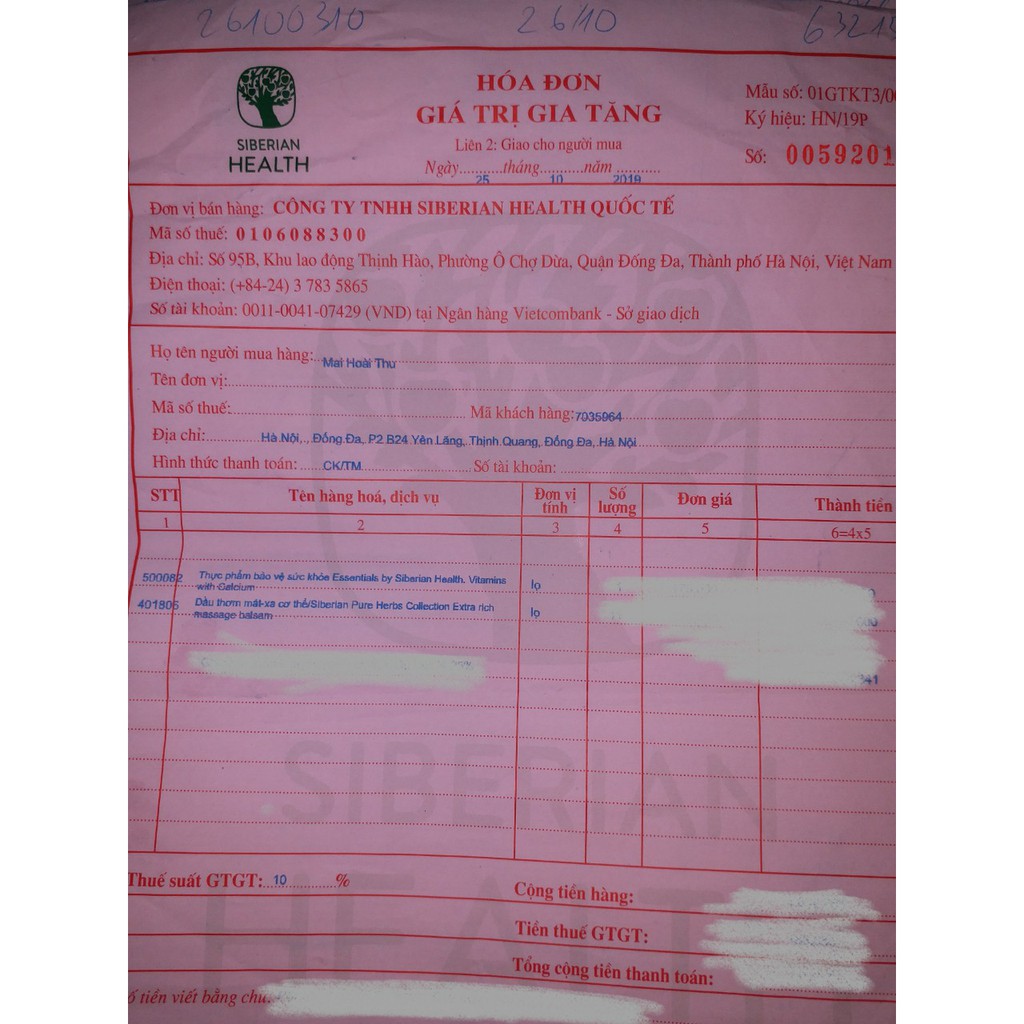 26100310 26/10
SIBERIAN
HEALTH
HÓA ĐƠN
GIÁ TRỊ GIA TĂNG
Liên 2: Giao cho người mua
Ngày..........tháng..........năm ...........
25 10 2019
Mẫu số: 01GTKT3/
Ký hiệu: HN/19P
Số: 0059201
Đơn vị bán hàng: CÔNG TY TNHH SIBERIAN HEALTH QUỐC TẾ
Mã số thuế: 0106088300
Địa chỉ: Số 95B, Khu lao động Thịnh Hào, Phường Ô Chợ Dừa, Quận Đống Đa, Thành phố Hà Nội, Việt Nam
Điện thoại: (+84-24) 3 783 5865
Số tài khoản: 0011-0041-07429 (VND) tại Ngân hàng Vietcombank - Sở giao dịch
Họ tên người mua hàng: Mai Hoài Thu
Tên đơn vị:
Mã số thuế: Mã khách hàng: 7035964
Địa chỉ: Hà Nội, , Đống Đa, P2 B24 Yên Lãng, Thịnh Quang, Đống Đa, Hà Nội
Hình thức thanh toán: CK/TM Số tài khoản:
STT Tên hàng hoá, dịch vụ Đơn vị tính Số lượng Đơn giá Thành tiền
1 2 3 4 5 6=4x5
500082 Thực phẩm bảo vệ sức khỏe Essentials by Siberian Health, Vitamins lọ
with Calcium
401805 Dầu thơm mát-xa cơ thể/Siberian Pure Herbs Collection Extra rich lọ
massage balsam
SIBERIAN
HEALTH
Thuế suất GTGT: 10 %
Cộng tiền hàng:
Tiền thuế GTGT:
Tổng cộng tiền thanh toán:
tiền viết bằng